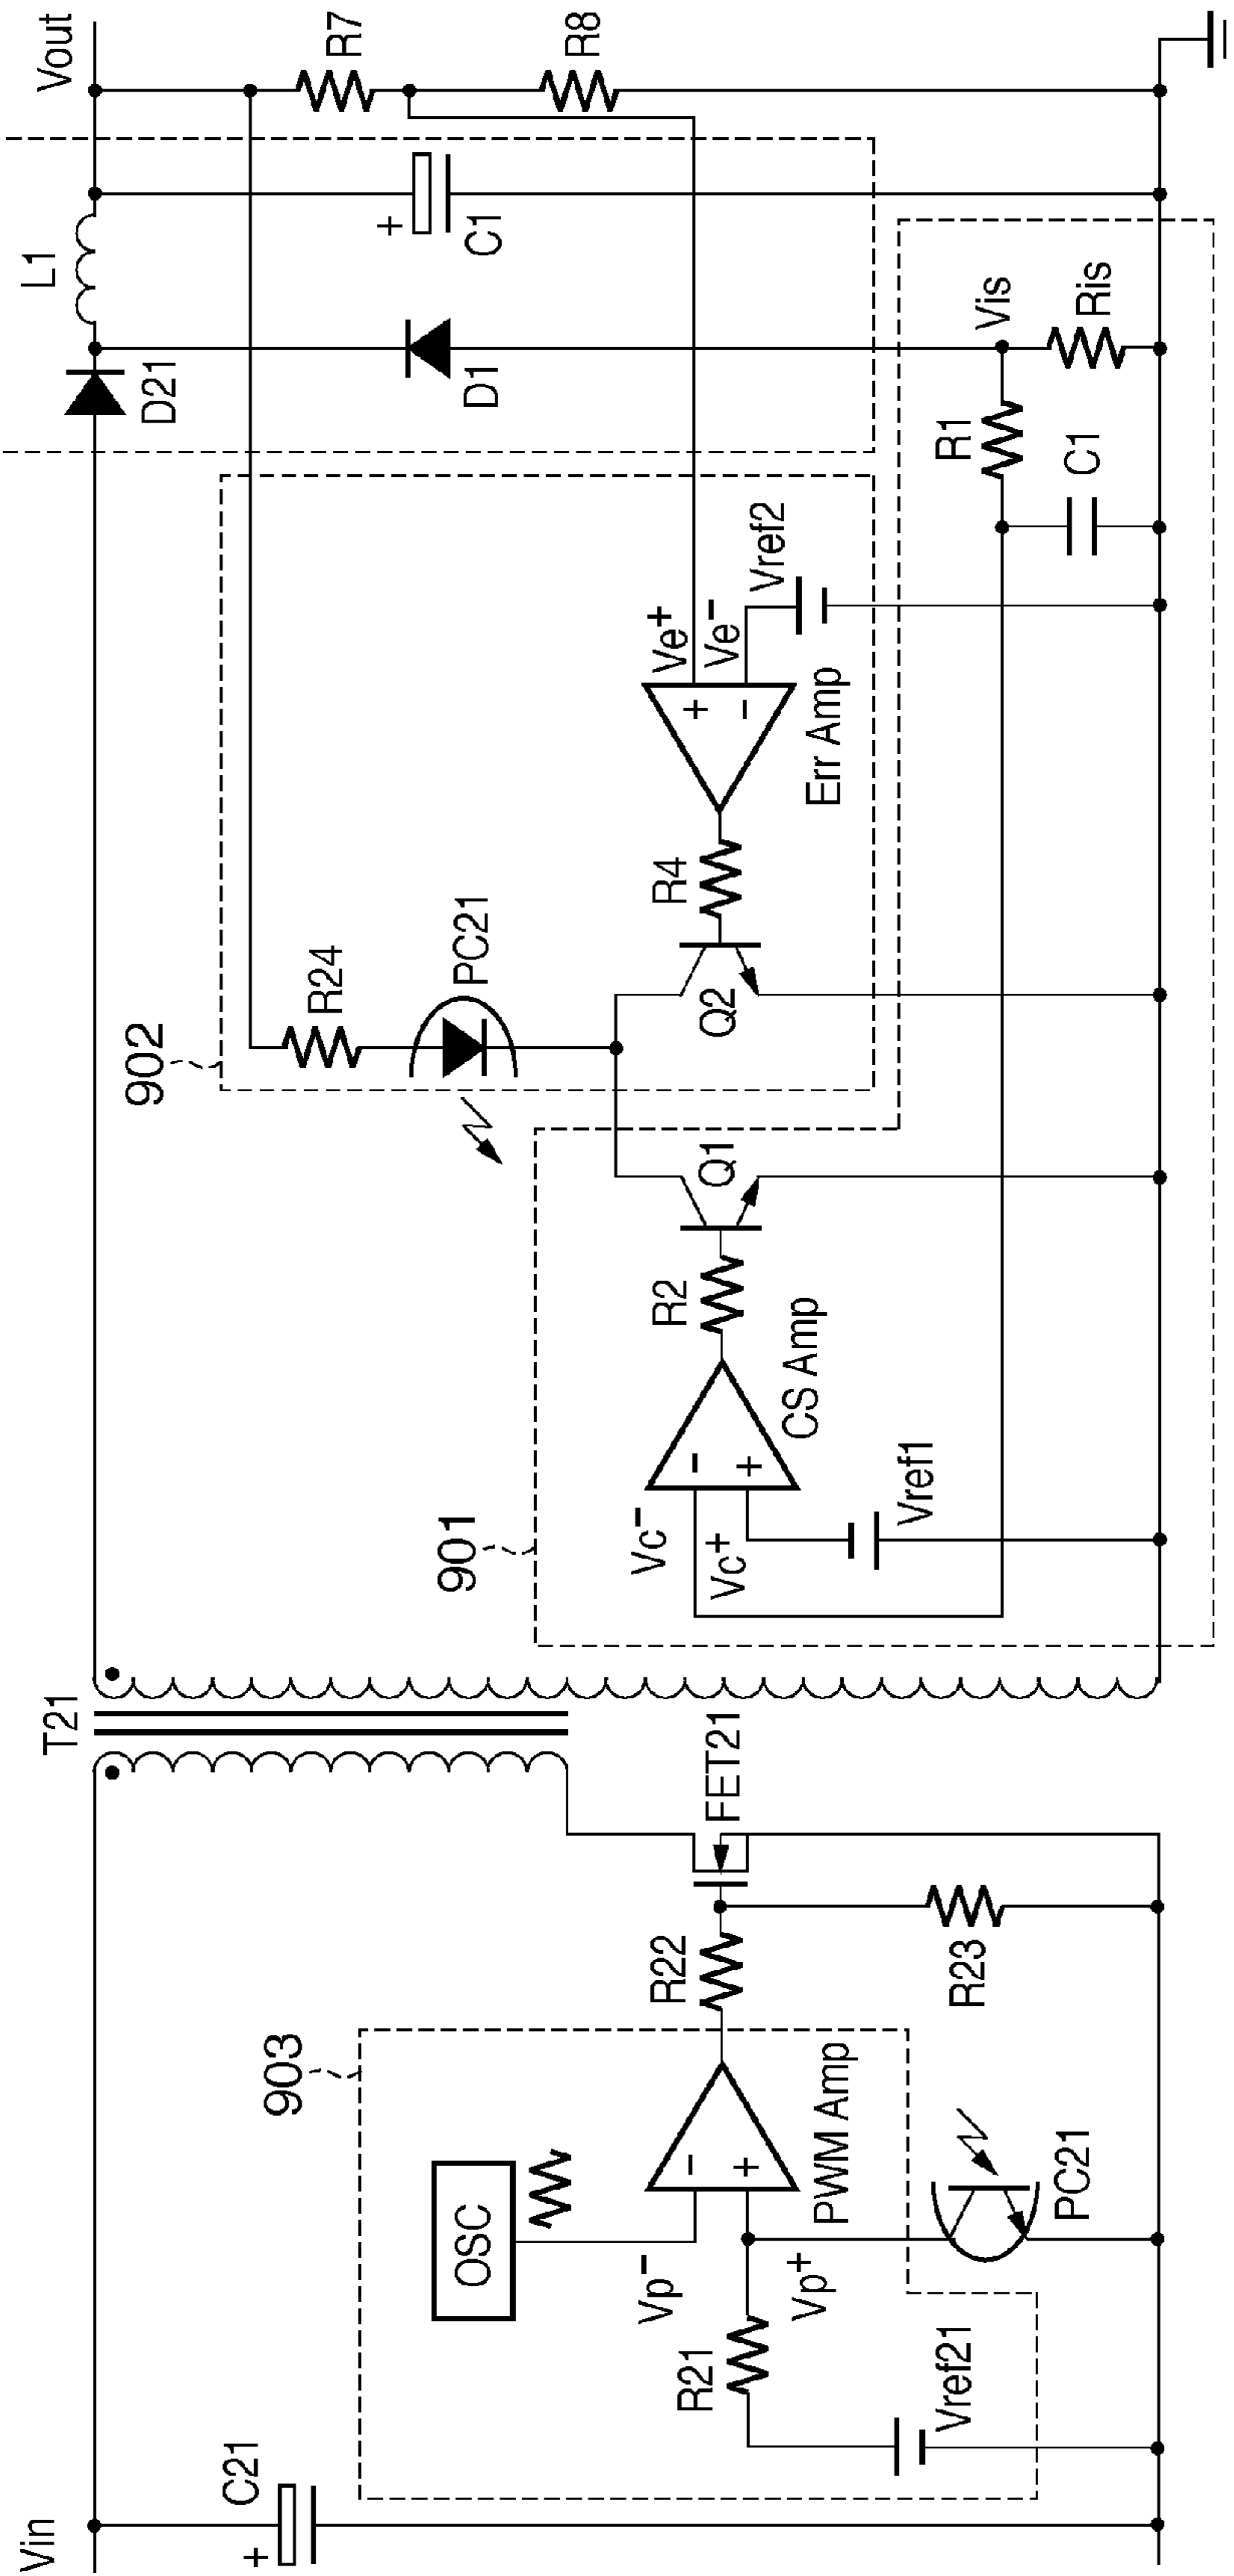 Vin
+
C21
903
OSC
Vp-
-
+
PWM Amp
R21
Vp+
Vref21
PC21
R22
R23
FET21
T21
901
Vc-
Vc+
-
+
CS Amp
Vref1
R2
Q1
902
R24
PC21
Q2
R4
Err Amp
+
-
Ve+
Ve-
Vref2
D21
L1
D1
+
C1
R1
C1
Vis
Ris
Vout
R7
R8